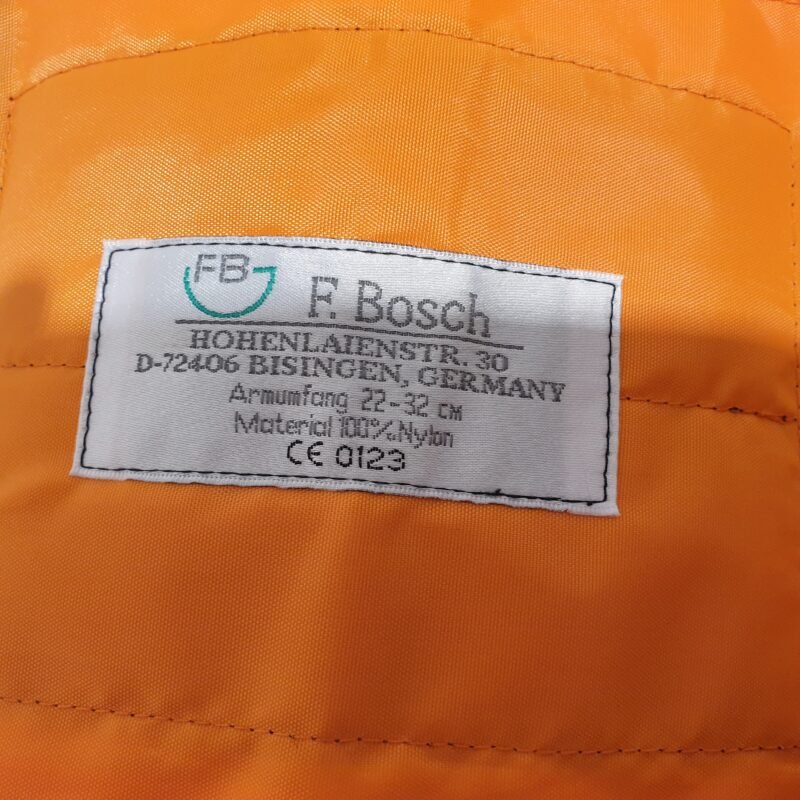 FB
F. Bosch
HOHENLAIENSTR. 30
D-72406 BISINGEN, GERMANY
Armumfang 22-32 CM
Material 100% Nylon
CE 0123